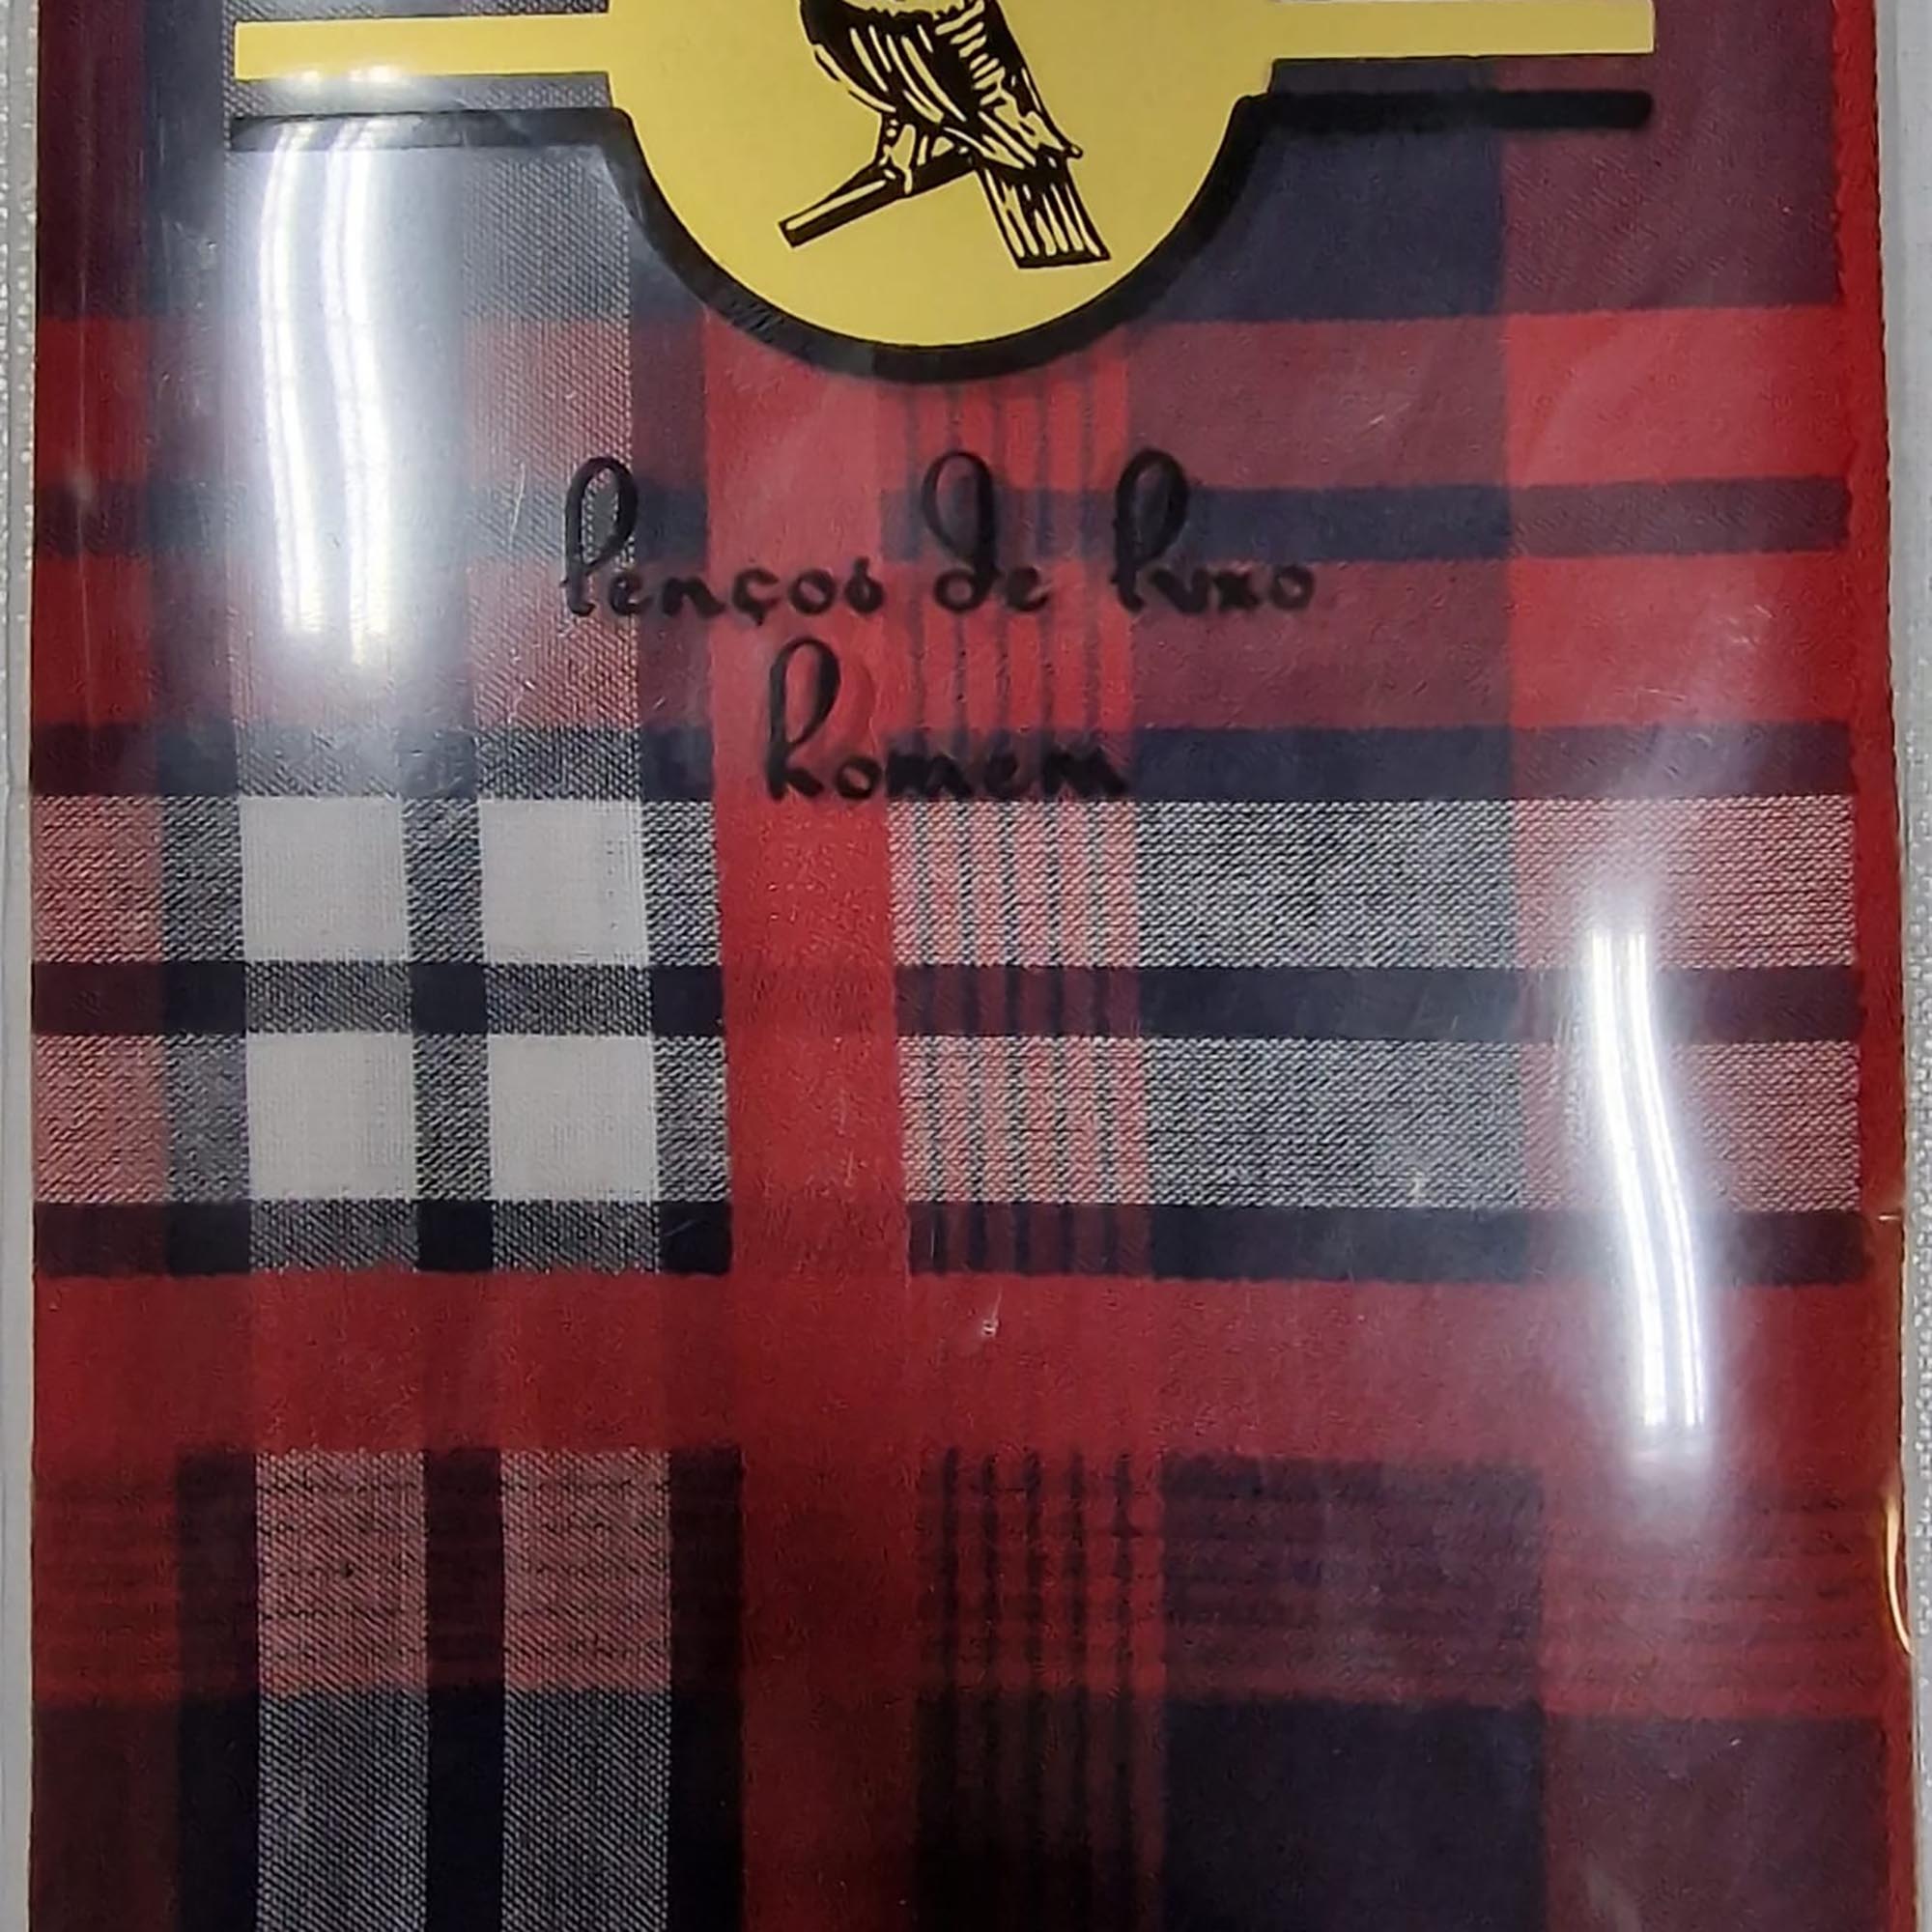 lenços de luxo
homem